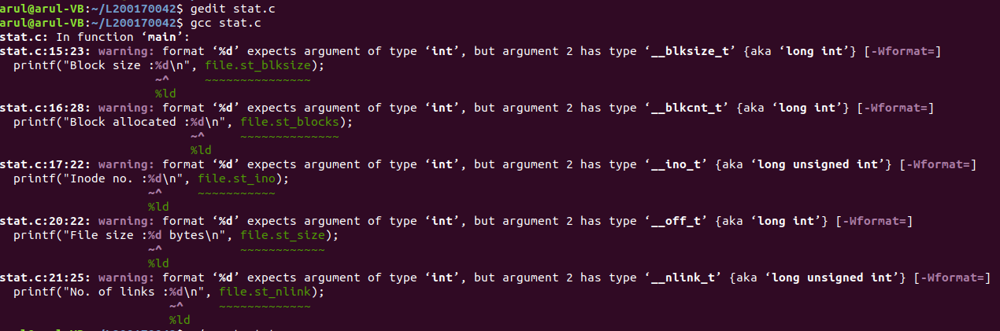 arul@arul-VB:~/L200170042$ gedit stat.c
arul@arul-VB:~/L200170042$ gcc stat.c
stat.c: In function ‘main’:
stat.c:15:23: warning: format ‘%d’ expects argument of type ‘int’, but argument 2 has type ‘__blksize_t’ {aka ‘long int’} [-Wformat=]
printf("Block size :%d\n", file.st_blksize);
~^ ~~~~~~~~~~~~~~~
%ld
stat.c:16:28: warning: format ‘%d’ expects argument of type ‘int’, but argument 2 has type ‘__blkcnt_t’ {aka ‘long int’} [-Wformat=]
printf("Block allocated :%d\n", file.st_blocks);
~^ ~~~~~~~~~~~~~~
%ld
stat.c:17:22: warning: format ‘%d’ expects argument of type ‘int’, but argument 2 has type ‘__ino_t’ {aka ‘long unsigned int’} [-Wformat=]
printf("Inode no. :%d\n", file.st_ino);
~^ ~~~~~~~~~~~
%ld
stat.c:20:22: warning: format ‘%d’ expects argument of type ‘int’, but argument 2 has type ‘__off_t’ {aka ‘long int’} [-Wformat=]
printf("File size :%d bytes\n", file.st_size);
~^ ~~~~~~~~~~~~
%ld
stat.c:21:25: warning: format ‘%d’ expects argument of type ‘int’, but argument 2 has type ‘__nlink_t’ {aka ‘long unsigned int’} [-Wformat=]
printf("No. of links :%d\n", file.st_nlink);
~^ ~~~~~~~~~~~~~
%ld